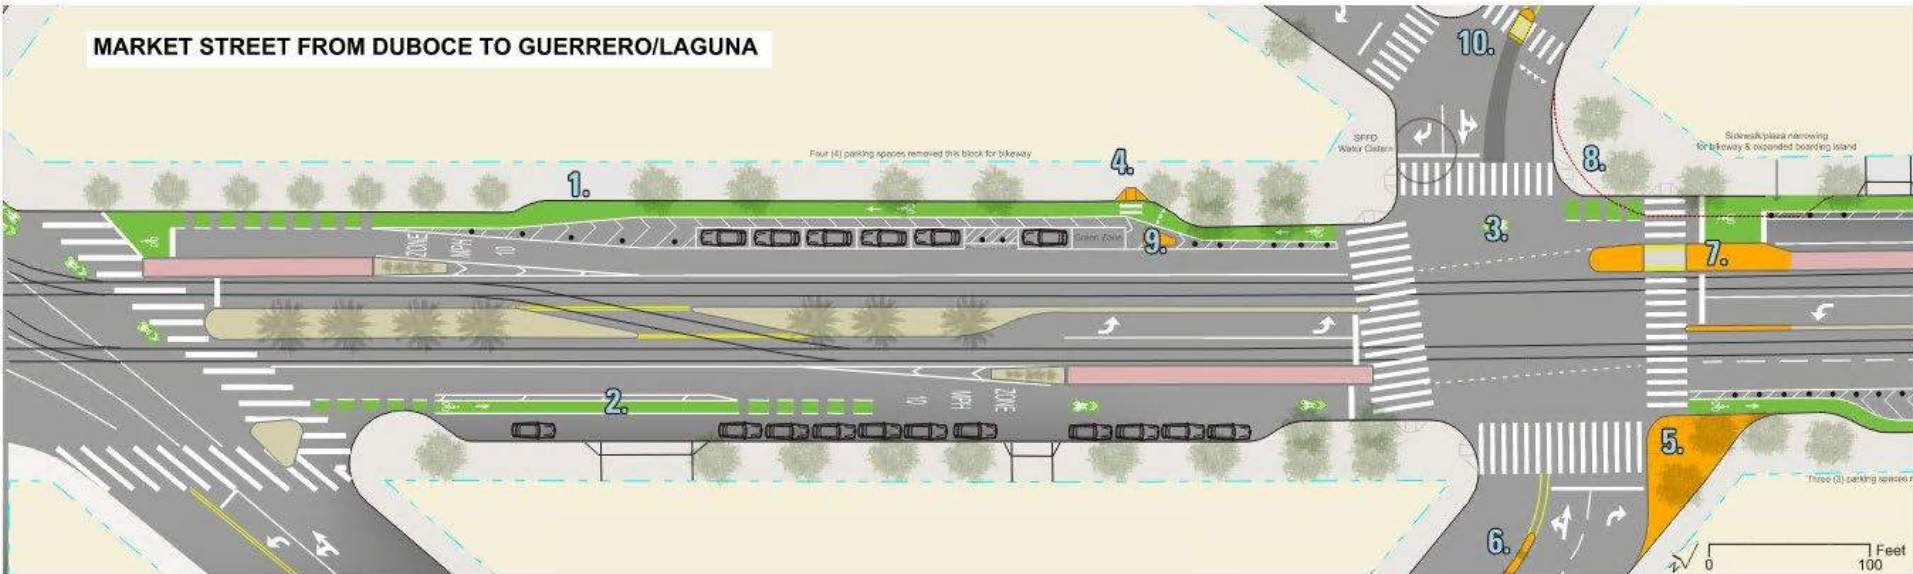 MARKET STREET FROM DUBOCE TO GUERRERO/LAGUNA
10.
4.
Four (4) parking spaces removed this block for bikeway
SFFD
Water Cistern
Sidewalk/plaza narrowing
for bikeway & expanded boarding island
8.
1.
3.
9.
7.
ZONE
MPH
10
Green Zone
2.
10
MPH
ZONE
5.
Three (3) parking spaces r
6.
Feet
0
100